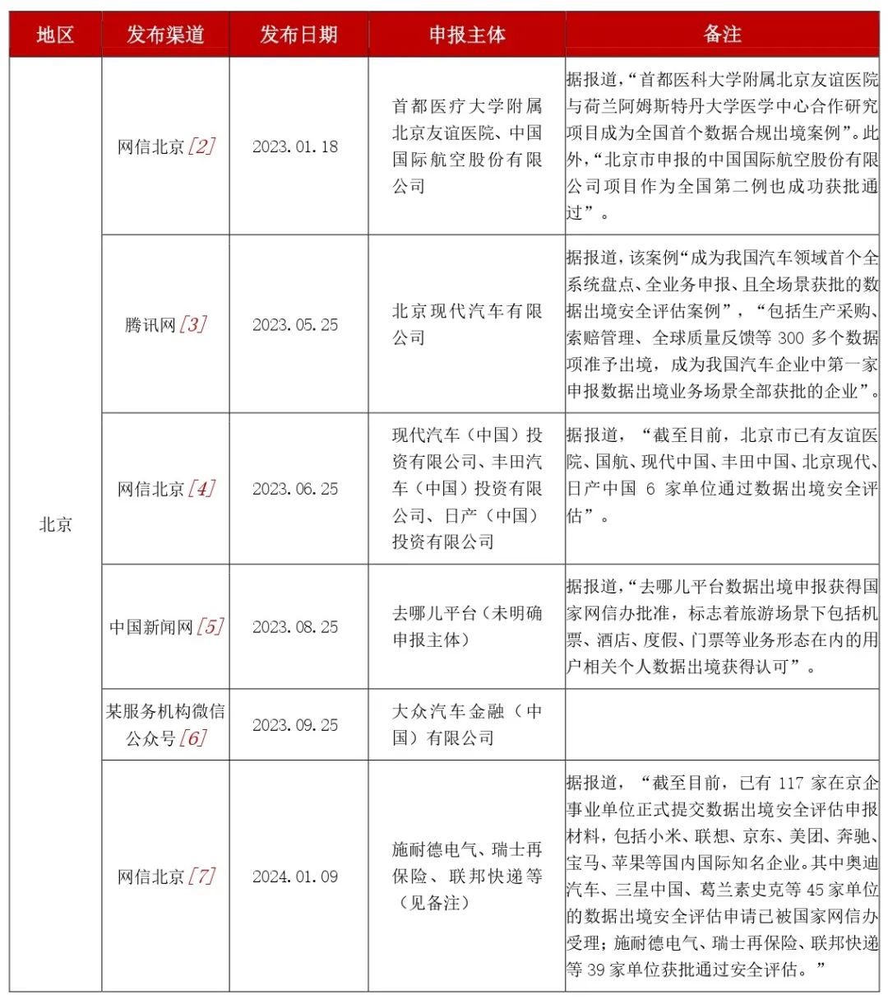 地区 发布渠道 发布日期 申报主体 备注
北京
网信北京[2]
2023.01.18
首都医疗大学附属
北京友谊医院、中国
国际航空股份有限
公司
据报道，“首都医科大学附属北京友谊医院
与荷兰阿姆斯特丹大学医学中心合作研究
项目成为全国首个数据合规出境案例”。此
外，“北京市申报的中国国际航空股份有限
公司项目作为全国第二例也成功获批通
过”。
腾讯网[3]
2023.05.25
北京现代汽车有限
公司
据报道，该案例“成为我国汽车领域首个全
系统盘点、全业务申报、且全场景获批的数
据出境安全评估案例”，“包括生产采购、
索赔管理、全球质量反馈等 300 多个数据
项准予出境，成为我国汽车企业中第一家
申报数据出境业务场景全部获批的企业”。
网信北京[4]
2023.06.25
现代汽车（中国）投
资有限公司、丰田汽
车（中国）投资有限
公司、日产（中国）
投资有限公司
据报道，“截至目前，北京市已有友谊医
院、国航、现代中国、丰田中国、北京现代、
日产中国 6 家单位通过数据出境安全评
估”。
中国新闻网[5]
2023.08.25
去哪儿平台（未明确
申报主体）
据报道，“去哪儿平台数据出境申报获得国
家网信办批准，标志着旅游场景下包括机
票、酒店、度假、门票等业务形态在内的用
户相关个人数据出境获得认可”。
某服务机构微信
公众号[6]
2023.09.25
大众汽车金融（中
国）有限公司
网信北京[7]
2024.01.09
施耐德电气、瑞士再
保险、联邦快递等
（见备注）
据报道，“截至目前，已有 117 家在京企
事业单位正式提交数据出境安全评估申报
材料，包括小米、联想、京东、美团、奔驰、
宝马、苹果等国内国际知名企业。其中奥迪
汽车、三星中国、葛兰素史克等 45 家单位
的数据出境安全评估申请已被国家网信办
受理；施耐德电气、瑞士再保险、联邦快递
等 39 家单位获批通过安全评估。”